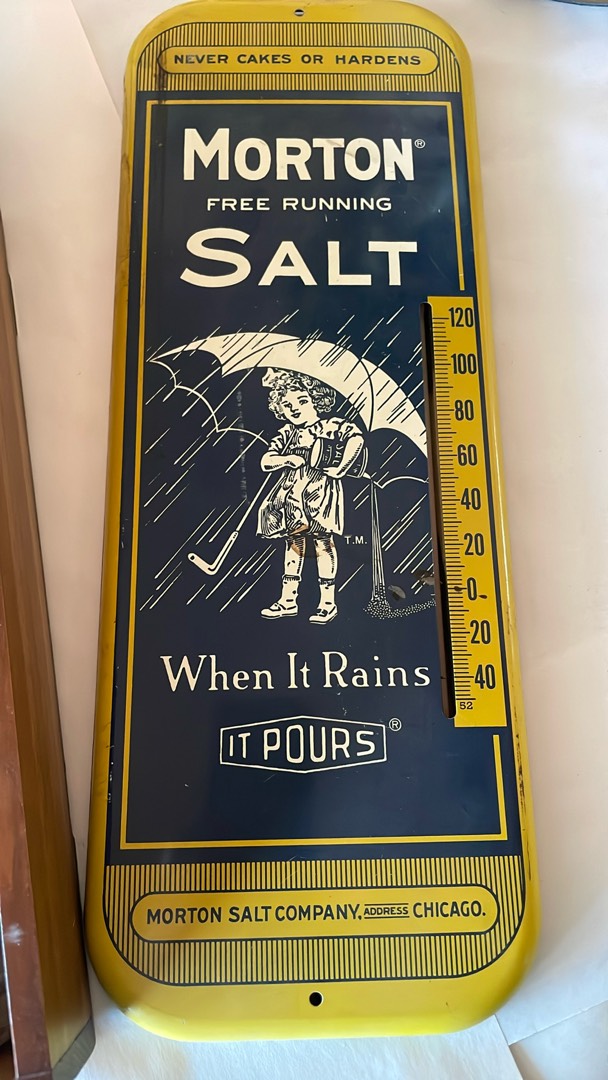 NEVER CAKES OR HARDENS
MORTON®
FREE RUNNING
SALT
SALT
T.M.
120
100
80
60
40
20
0
20
40
52
When It Rains
IT POURS®
MORTON SALT COMPANY, ADDRESS CHICAGO.